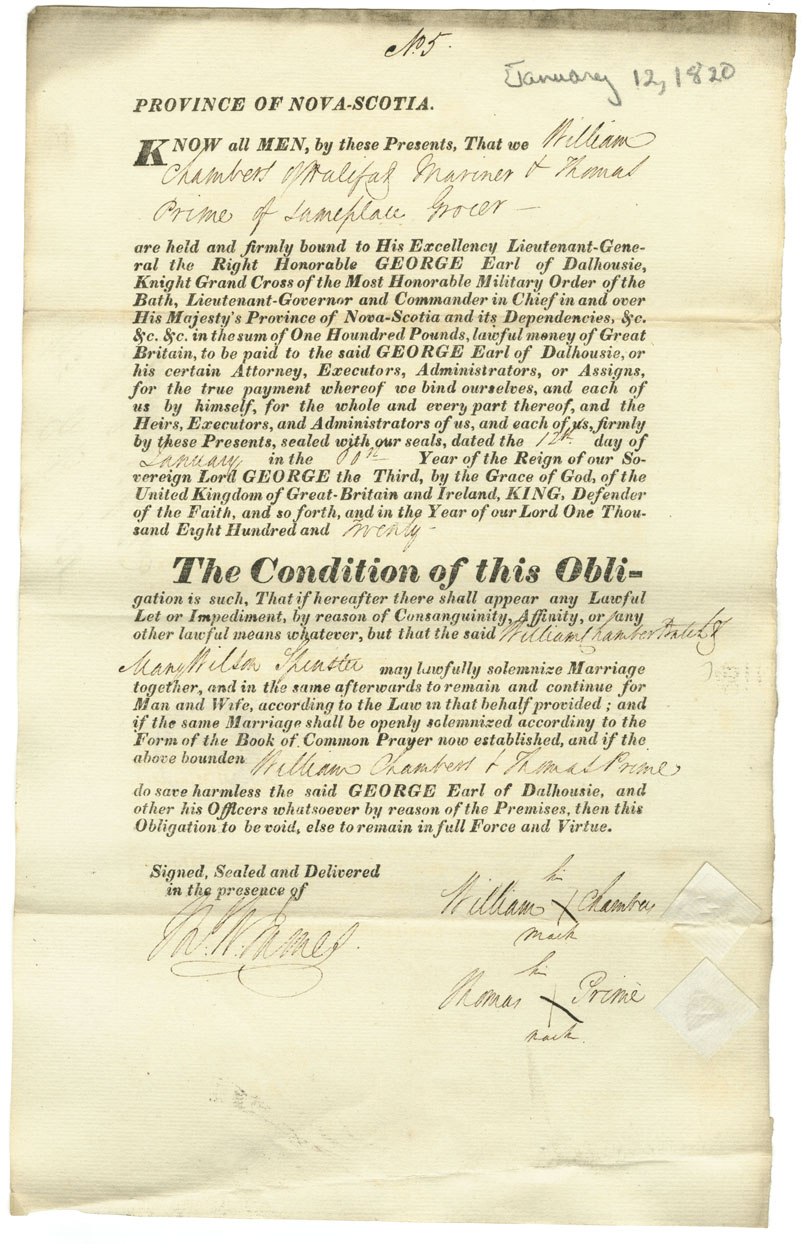 No. 5.
January 12, 1820
PROVINCE OF NOVA-SCOTIA.
KNOW all MEN, by these Presents, That we William
Chambers of Halifax Mariner & Thomas
Prime of Sameplace Grocer —
are held and firmly bound to His Excellency Lieutenant-Gene-
ral the Right Honorable GEORGE Earl of Dalhousie,
Knight Grand Cross of the Most Honorable Military Order of the
Bath, Lieutenant-Governor and Commander in Chief in and over
His Majesty's Province of Nova-Scotia and its Dependencies, &c.
&c. &c. in the sum of One Houndred Pounds, lawful money of Great
Britain, to be paid to the said GEORGE Earl of Dalhousie, or
his certain Attorney, Executors, Administrators, or Assigns,
for the true payment whereof we bind ourselves, and each of
us by himself, for the whole and every part thereof, and the
Heirs, Executors, and Administrators of us, and each of us, firmly
by these Presents, sealed with our seals, dated the 12th day of
January in the 60th Year of the Reign of our So-
vereign Lord GEORGE the Third, by the Grace of God, of the
United Kingdom of Great-Britain and Ireland, KING, Defender
of the Faith, and so forth, and in the Year of our Lord One Thou-
sand Eight Hundred and Twenty -
The Condition of this Obli-
gation is such, That if hereafter there shall appear any Lawful
Let or Impediment, by reason of Consanguinity, Affinity, or any
other lawful means whatever, but that the said William Chambers
Mary Wilson Spinster may lawfully solemnize Marriage
together, and in the same afterwards to remain and continue for
Man and Wife, according to the Law in that behalf provided; and
if the same Marriage shall be openly solemnized accordiny to the
Form of the Book of Common Prayer now established, and if the
above bounden William Chambers & Thomas Prime
do save harmless the said GEORGE Earl of Dalhousie, and
other his Officers whatsoever by reason of the Premises, then this
Obligation to be void, else to remain in full Force and Virtue.
Signed, Sealed and Delivered
in the presence of
W. James.
his
William X Chambers
mark
his
Thomas X Prime
mark